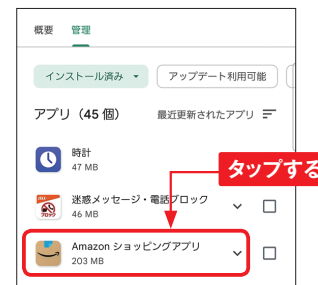 概要 管理
インストール済み アップデート利用可能
アプリ（45 個） 最近更新されたアプリ
時計
47 MB
タップする
迷惑メッセージ・電話ブロック
46 MB
Amazon ショッピングアプリ
203 MB